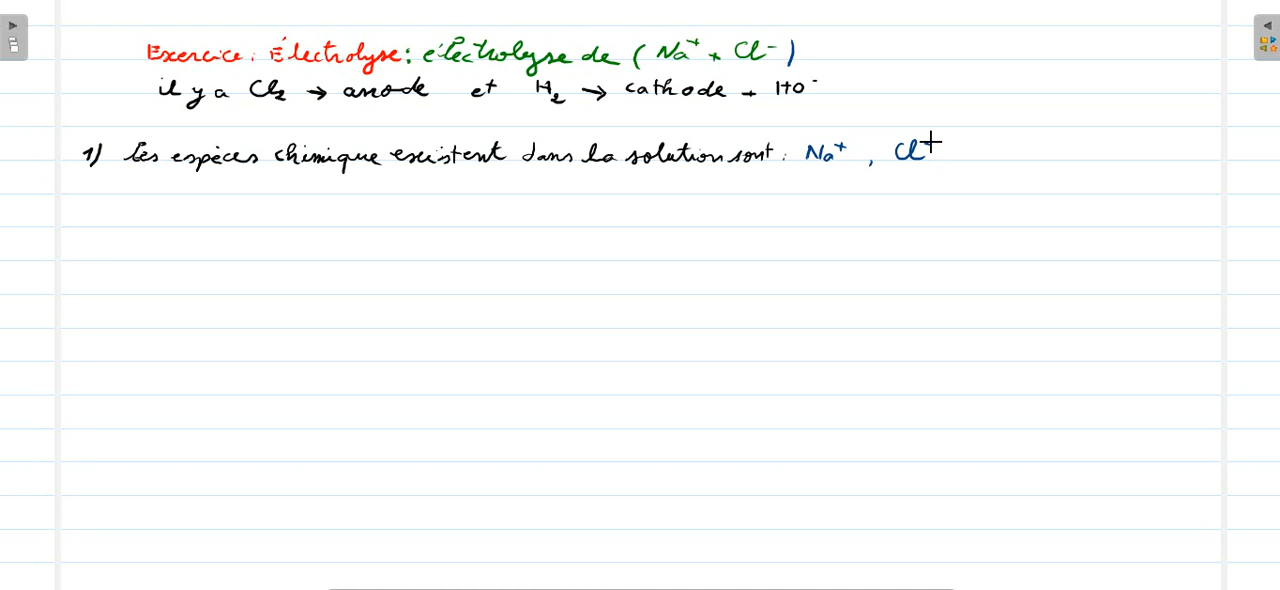 Exercice : Électrolyse : électrolyse de ( Na⁺ + Cl⁻ )
il y a Cl₂ → anode et H₂ → cathode + HO⁻
1) Les espèces chimique existent dans la solution sont : Na⁺ , Cl